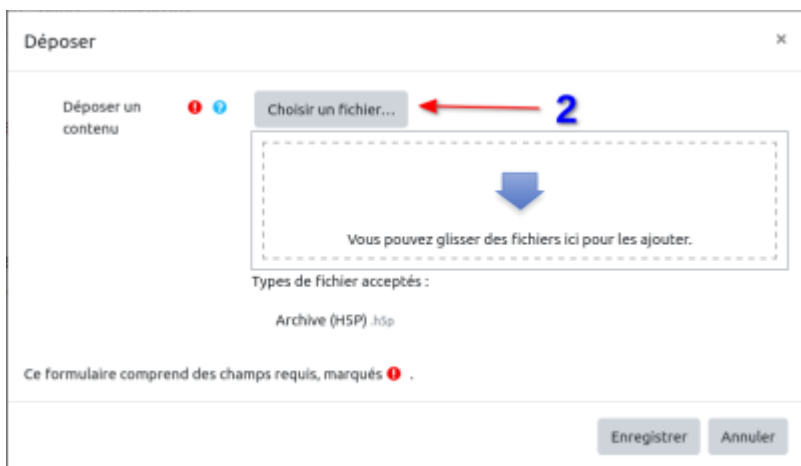 Déposer
×
Déposer un contenu
Choisir un fichier...
2
Vous pouvez glisser des fichiers ici pour les ajouter.
Types de fichier acceptés :
Archive (H5P) .h5p
Ce formulaire comprend des champs requis, marqués .
Enregistrer Annuler